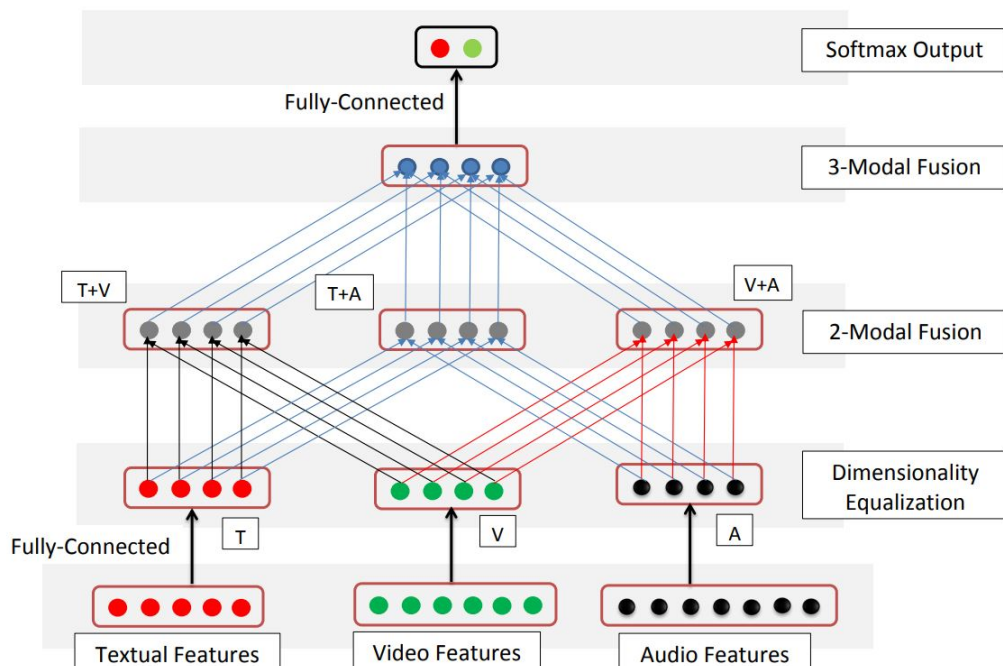 Softmax Output
Fully-Connected
3-Modal Fusion
T+V
T+A
V+A
2-Modal Fusion
Dimensionality
Equalization
T
V
A
Fully-Connected
Textual Features
Video Features
Audio Features